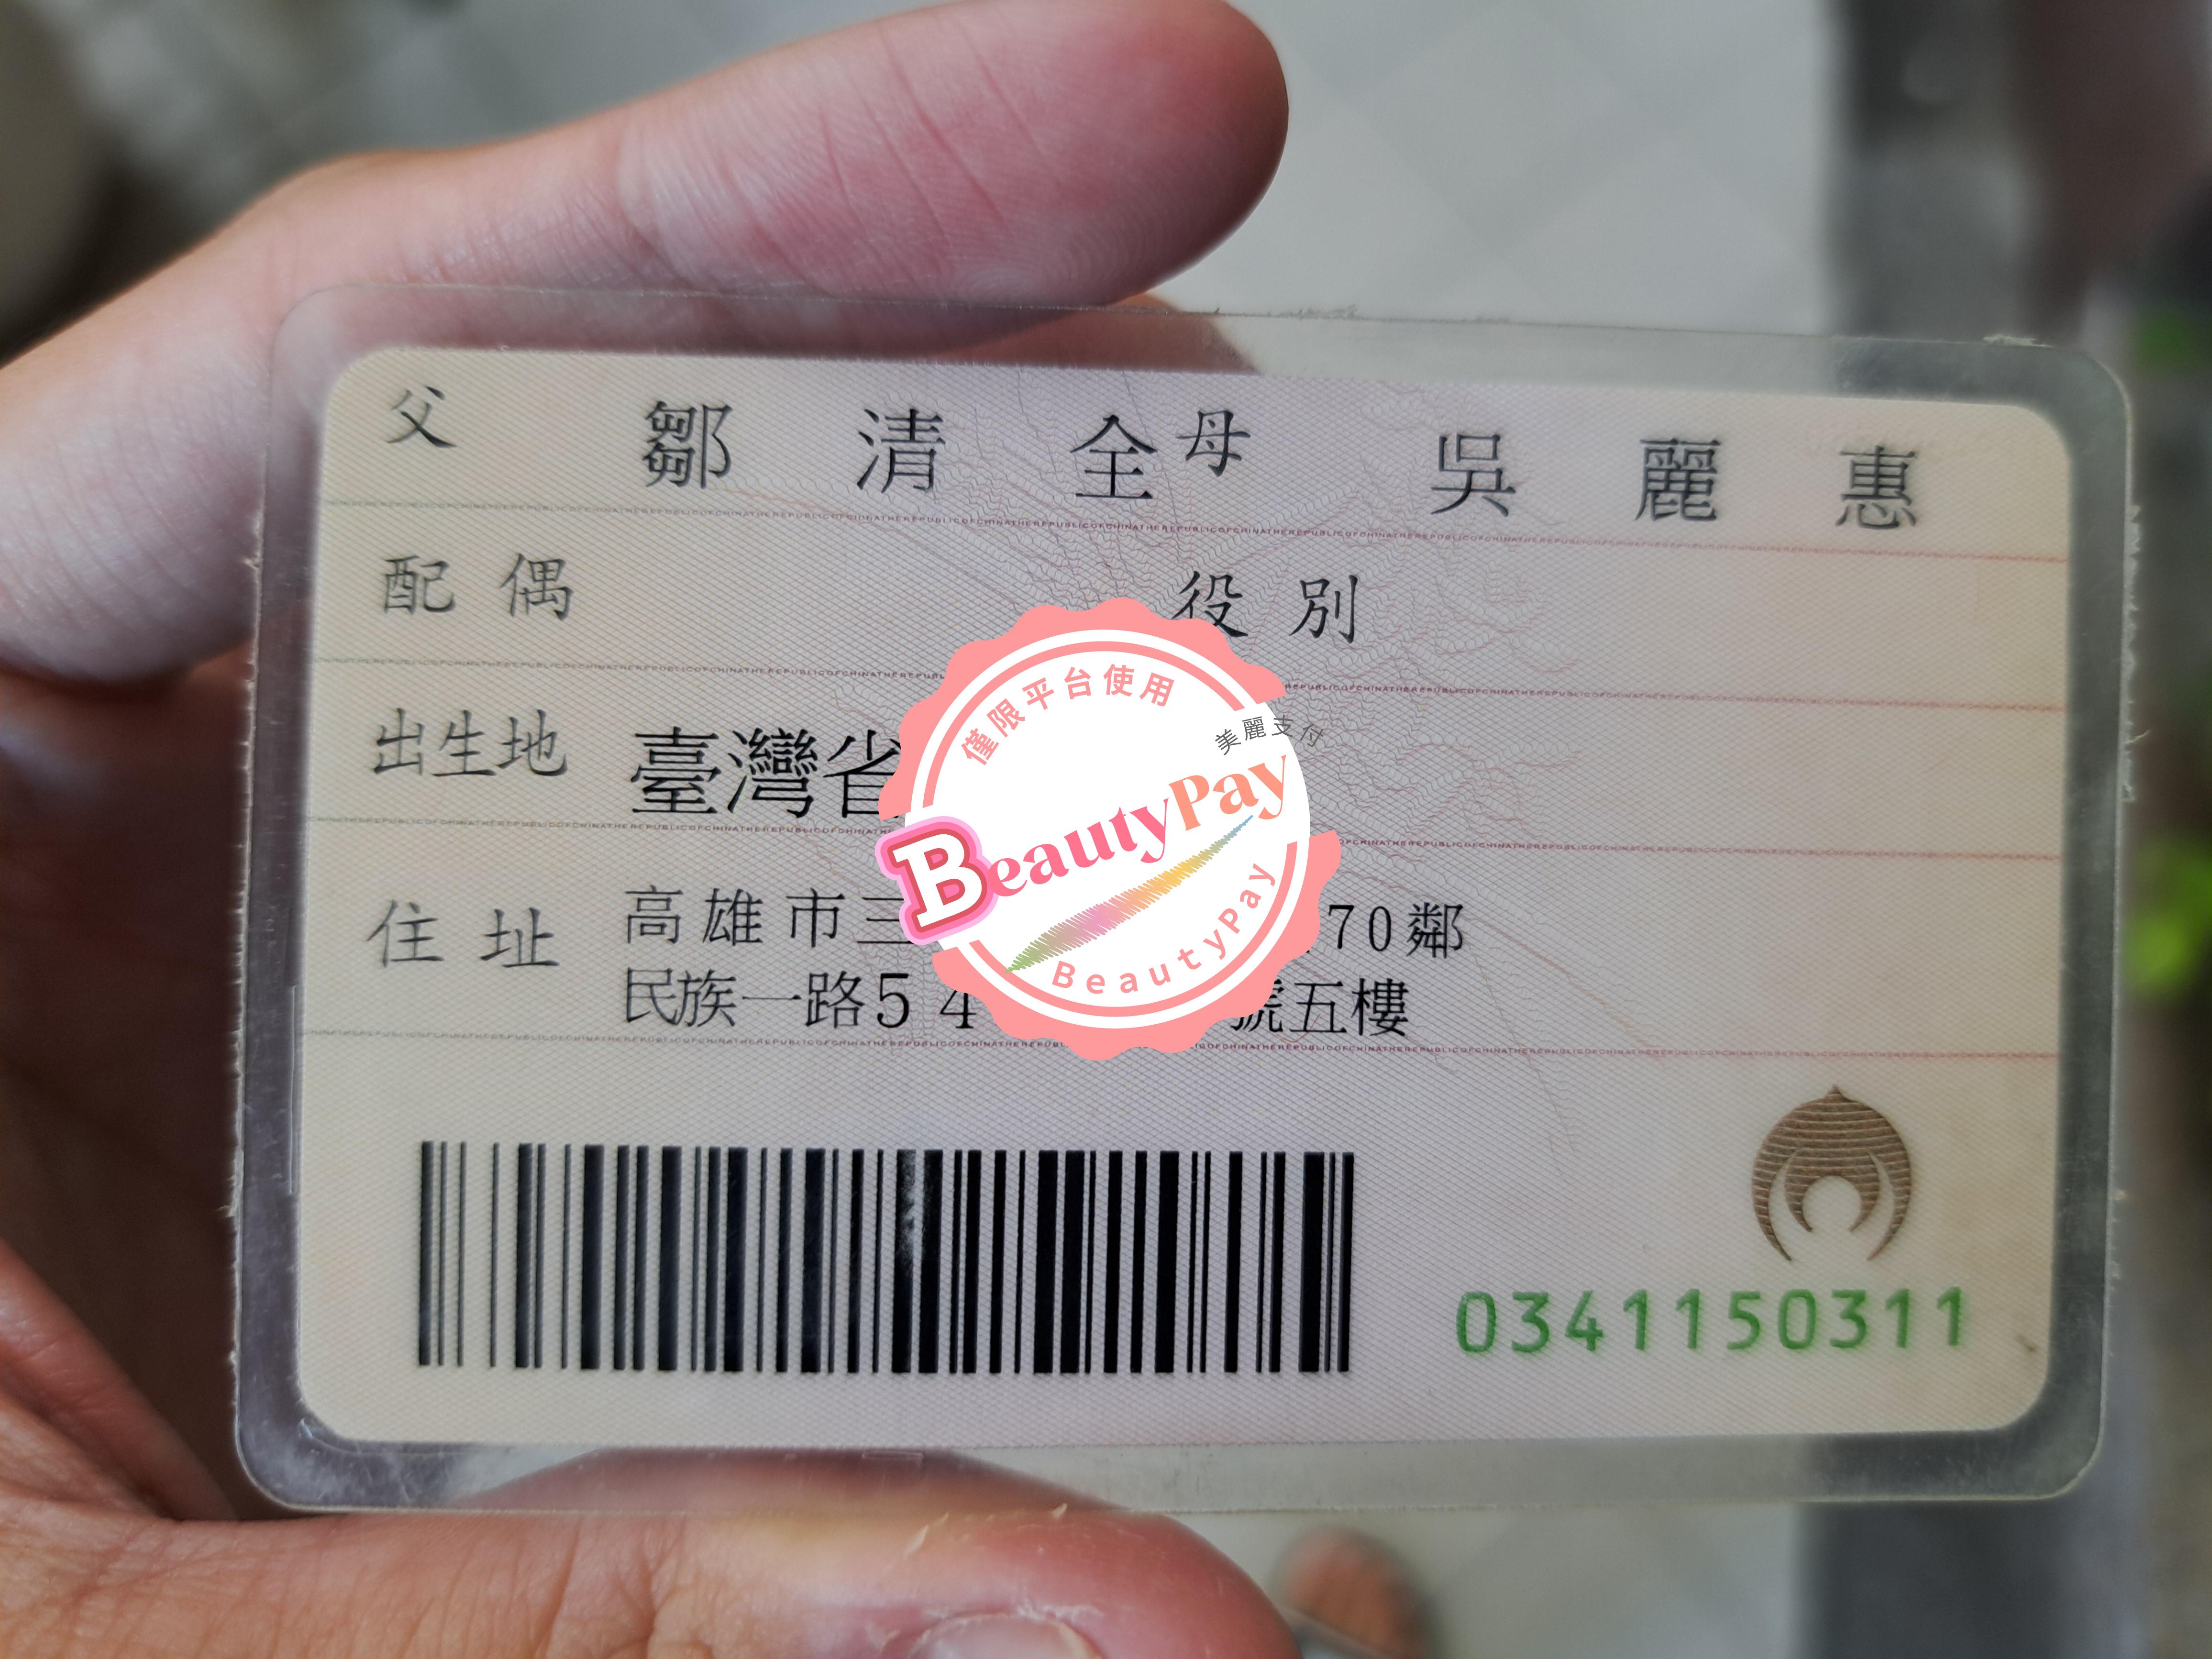 父 鄒清全 母 吳麗惠
配偶 役別
出生地 臺灣省
住址 高雄市三 70鄰
民族一路54 號五樓
僅限平台使用
美麗支付
BeautyPay
BeautyPay
0341150311